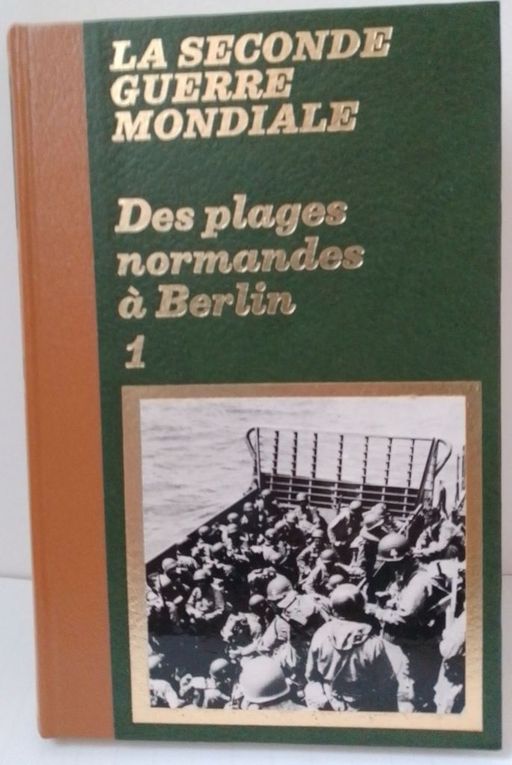 LA SECONDE
GUERRE
MONDIALE
Des plages
normandes
à Berlin
1